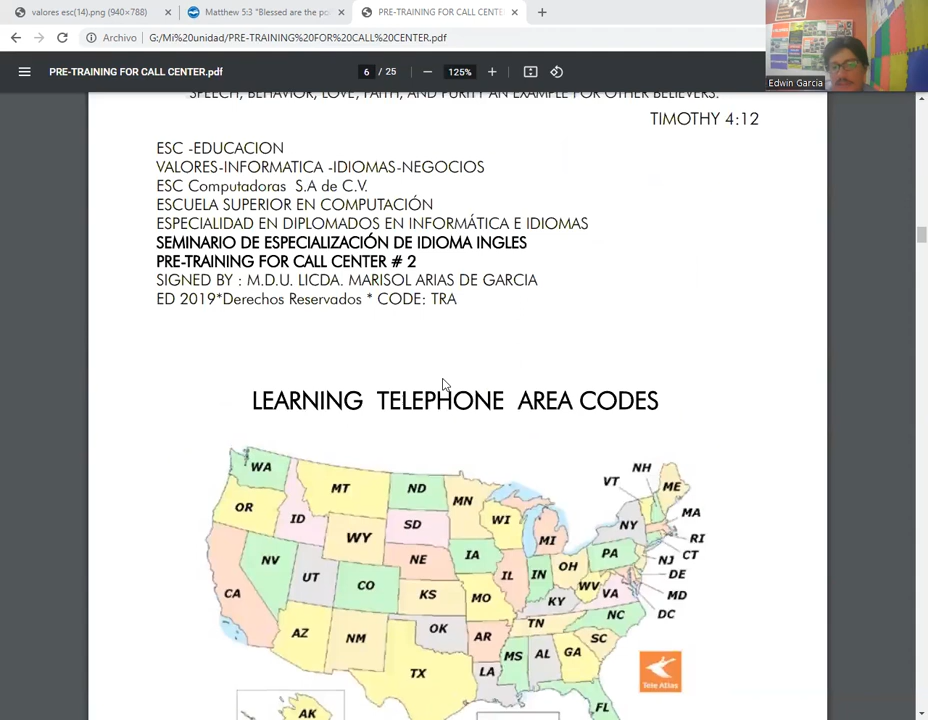 valores esc(14).png (940×788)
Matthew 5:3 "Blessed are the po
PRE-TRAINING FOR CALL CENTE
Archivo
G:/Mi%20unidad/PRE-TRAINING%20FOR%20CALL%20CENTER.pdf
PRE-TRAINING FOR CALL CENTER.pdf
6 / 25
125%
Edwin Garcia
SPEECH, BEHAVIOR, LOVE, FAITH, AND PURITY AN EXAMPLE FOR OTHER BELIEVERS.
TIMOTHY 4:12
ESC -EDUCACION
VALORES-INFORMATICA -IDIOMAS-NEGOCIOS
ESC Computadoras S.A de C.V.
ESCUELA SUPERIOR EN COMPUTACIÓN
ESPECIALIDAD EN DIPLOMADOS EN INFORMÁTICA E IDIOMAS
SEMINARIO DE ESPECIALIZACIÓN DE IDIOMA INGLES
PRE-TRAINING FOR CALL CENTER # 2
SIGNED BY : M.D.U. LICDA. MARISOL ARIAS DE GARCIA
ED 2019*Derechos Reservados * CODE: TRA
LEARNING TELEPHONE AREA CODES
WA
MT
ND
MN
VT
NH
ME
OR
ID
SD
WI
MI
NY
MA
RI
WY
NV
NE
IA
PA
NJ
CT
UT
CO
IL
IN
OH
DE
CA
KS
MO
KY
WV
VA
MD
DC
AZ
NM
OK
AR
TN
NC
SC
TX
LA
MS
AL
GA
Tele Atlas
AK
FL